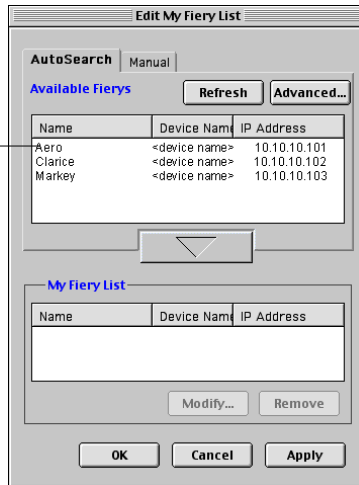 Edit My Fiery List
AutoSearch Manual
Available Fierys Refresh Advanced...
Name Device Name IP Address
Aero <device name> 10.10.10.101
Clarice <device name> 10.10.10.102
Markey <device name> 10.10.10.103
My Fiery List
Name Device Name IP Address
Modify... Remove
OK Cancel Apply